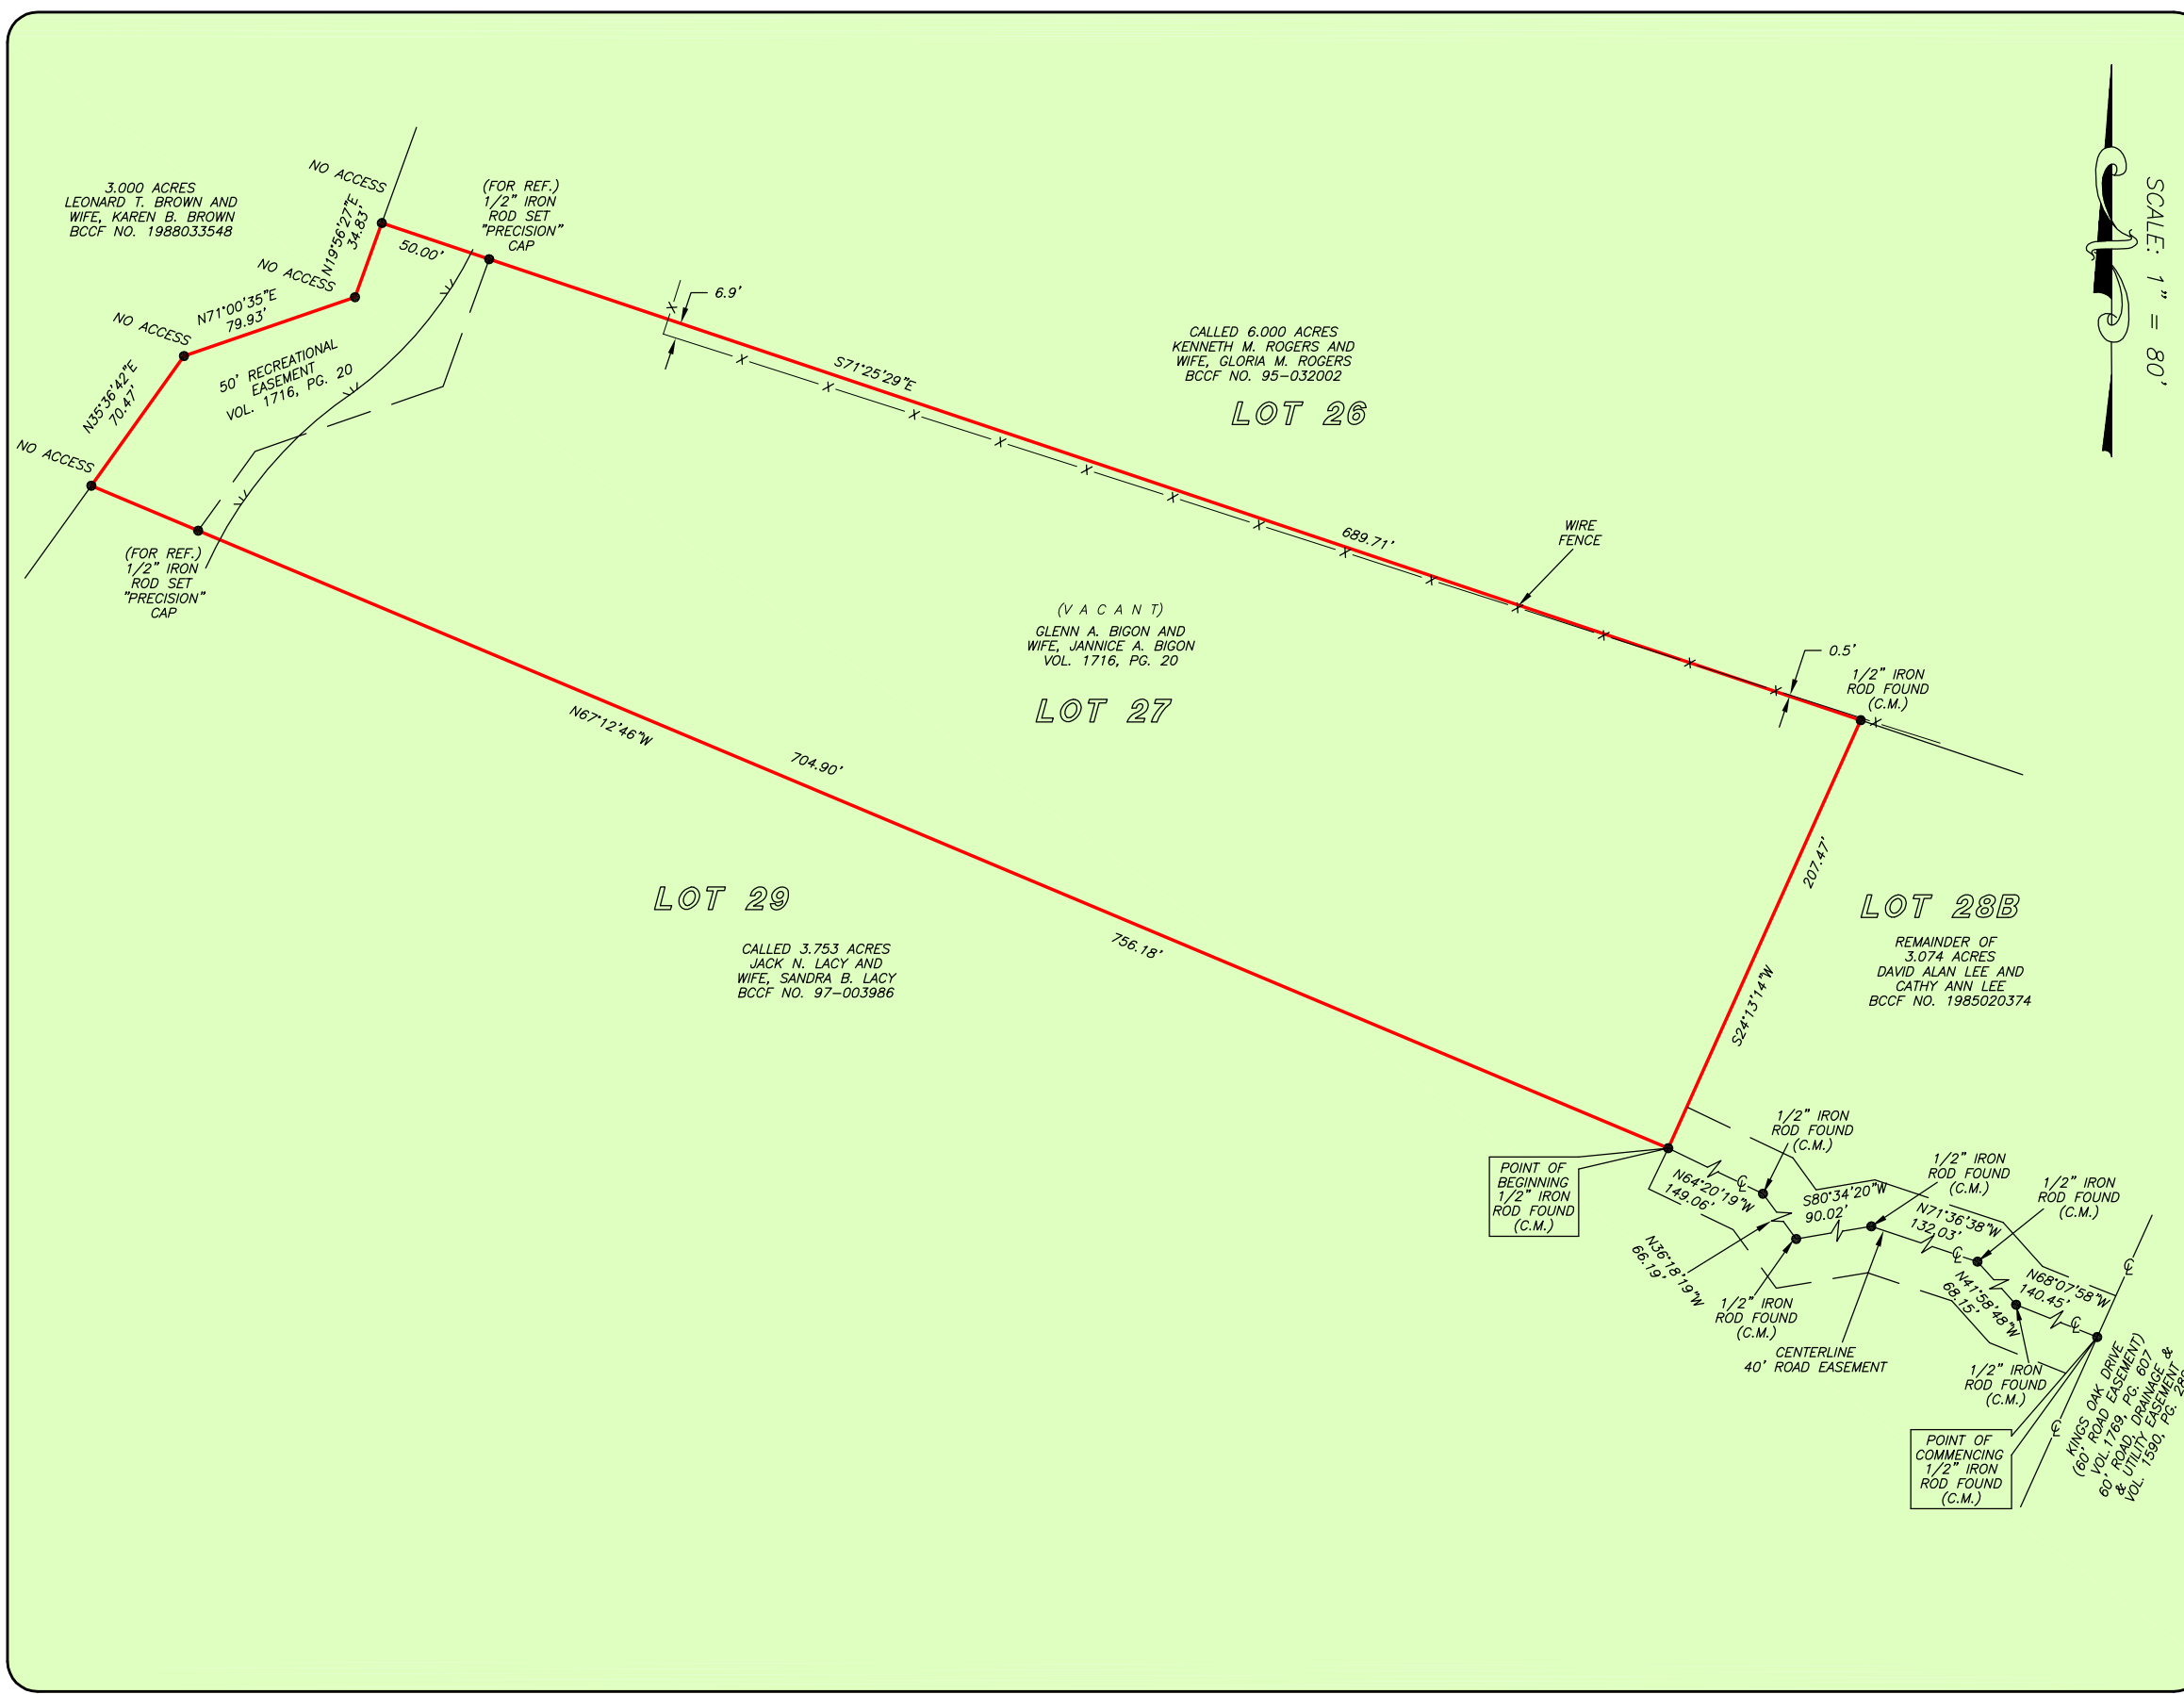 SCALE: 1" = 80'
NO ACCESS
3.000 ACRES
LEONARD T. BROWN AND
WIFE, KAREN B. BROWN
BCCF NO. 1988033548
N19°56'27"E
34.83'
50.00'
(FOR REF.)
1/2" IRON
ROD SET
"PRECISION"
CAP
NO ACCESS
N71°00'35"E
79.93'
NO ACCESS
N35°36'42"E
70.47'
50' RECREATIONAL
EASEMENT
VOL. 1716, PG. 20
NO ACCESS
(FOR REF.)
1/2" IRON
ROD SET
"PRECISION"
CAP
6.9'
S71°25'29"E
CALLED 6.000 ACRES
KENNETH M. ROGERS AND
WIFE, GLORIA M. ROGERS
BCCF NO. 95-032002
LOT 26
689.71'
WIRE
FENCE
(V A C A N T)
GLENN A. BIGON AND
WIFE, JANNICE A. BIGON
VOL. 1716, PG. 20
LOT 27
0.5'
1/2" IRON
ROD FOUND
(C.M.)
N67°12'46"W
704.90'
756.18'
LOT 29
CALLED 3.753 ACRES
JACK N. LACY AND
WIFE, SANDRA B. LACY
BCCF NO. 97-003986
207.47'
S24°13'14"W
LOT 28B
REMAINDER OF
3.074 ACRES
DAVID ALAN LEE AND
CATHY ANN LEE
BCCF NO. 1985020374
POINT OF
BEGINNING
1/2" IRON
ROD FOUND
(C.M.)
1/2" IRON
ROD FOUND
(C.M.)
N64°20'19"W
149.06'
N36°18'19"W
66.19'
1/2" IRON
ROD FOUND
(C.M.)
S80°34'20"W
90.02'
1/2" IRON
ROD FOUND
(C.M.)
N71°36'38"W
132.03'
1/2" IRON
ROD FOUND
(C.M.)
CENTERLINE
40' ROAD EASEMENT
N41°58'48"W
68.15'
N68°07'58"W
140.45'
1/2" IRON
ROD FOUND
(C.M.)
POINT OF
COMMENCING
1/2" IRON
ROD FOUND
(C.M.)
KINGS OAK DRIVE
(60' ROAD EASEMENT)
VOL.1769, PG. 607
60' ROAD, DRAINAGE &
& UTILITY EASEMENT
VOL. 1590, PG.